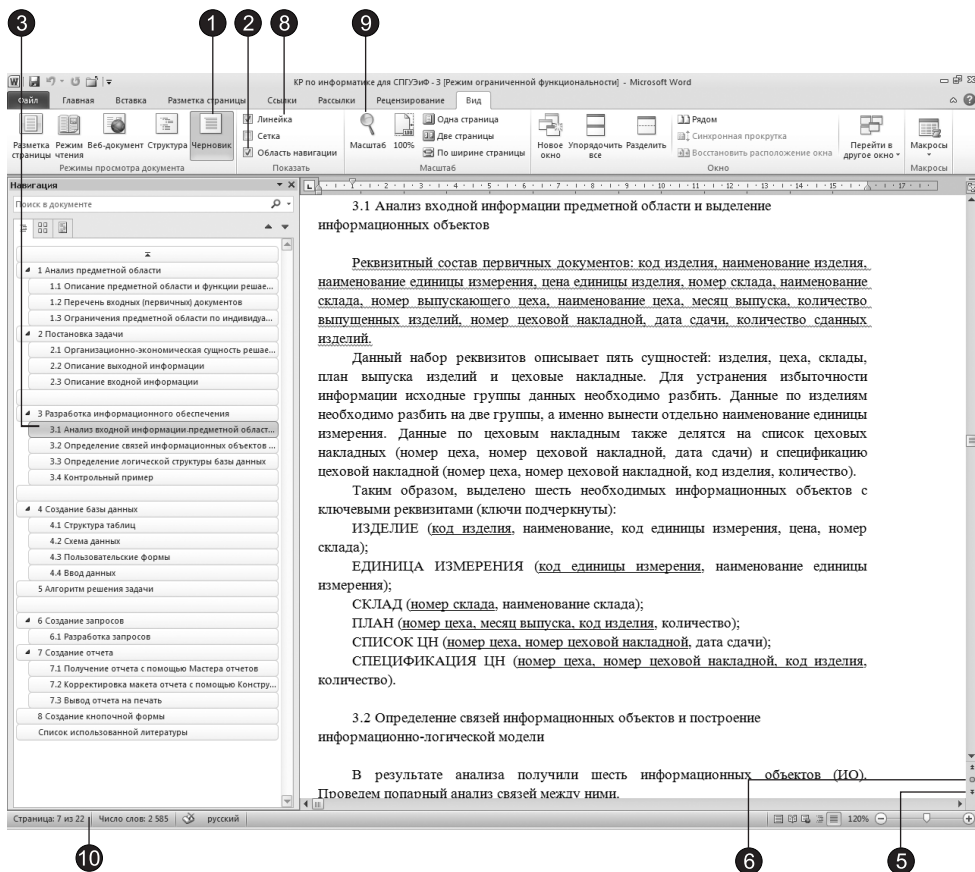 3 1 2 8 9
КР по информатике для СПГУЭиФ - 3 [Режим ограниченной функциональности] - Microsoft Word
Файл Главная Вставка Разметка страницы Ссылки Рассылки Рецензирование Вид
Разметка страницы
Режим чтения
Веб-документ
Структура
Черновик
Режимы просмотра документа
Линейка
Сетка
Область навигации
Показать
Масштаб
100%
Одна страница
Две страницы
По ширине страницы
Масштаб
Новое окно
Упорядочить все
Разделить
Рядом
Синхронная прокрутка
Восстановить расположение окна
Перейти в другое окно
Окно
Макросы
Макросы
Навигация
Поиск в документе
1 Анализ предметной области
1.1 Описание предметной области и функции решае...
1.2 Перечень входных (первичных) документов
1.3 Ограничения предметной области по индивидуа...
2 Постановка задачи
2.1 Организационно-экономическая сущность решае...
2.2 Описание выходной информации
2.3 Описание входной информации
3 Разработка информационного обеспечения
3.1 Анализ входной информации предметной област...
3.2 Определение связей информационных объектов ...
3.3 Определение логической структуры базы данных
3.4 Контрольный пример
4 Создание базы данных
4.1 Структура таблиц
4.2 Схема данных
4.3 Пользовательские формы
4.4 Ввод данных
5 Алгоритм решения задачи
6 Создание запросов
6.1 Разработка запросов
7 Создание отчета
7.1 Получение отчета с помощью Мастера отчетов
7.2 Корректировка макета отчета с помощью Констру...
7.3 Вывод отчета на печать
8 Создание кнопочной формы
Список использованной литературы
1 1 2 3 4 5 6 7 8 9 10 11 12 13 14 15 17
3.1 Анализ входной информации предметной области и выделение
информационных объектов
Реквизитный состав первичных документов: код изделия, наименование изделия,
наименование единицы измерения, цена единицы изделия, номер склада, наименование
склада, номер выпускающего цеха, наименование цеха, месяц выпуска, количество
выпущенных изделий, номер цеховой накладной, дата сдачи, количество сданных
изделий.
Данный набор реквизитов описывает пять сущностей: изделия, цеха, склады,
план выпуска изделий и цеховые накладные. Для устранения избыточности
информации исходные группы данных необходимо разбить. Данные по изделиям
необходимо разбить на две группы, а именно вынести отдельно наименование единицы
измерения. Данные по цеховым накладным также делятся на список цеховых
накладных (номер цеха, номер цеховой накладной, дата сдачи) и спецификацию
цеховой накладной (номер цеха, номер цеховой накладной, код изделия, количество).
Таким образом, выделено шесть необходимых информационных объектов с
ключевыми реквизитами (ключи подчеркнуты):
ИЗДЕЛИЕ (код изделия, наименование, код единицы измерения, цена, номер
склада);
ЕДИНИЦА ИЗМЕРЕНИЯ (код единицы измерения, наименование единицы
измерения);
СКЛАД (номер склада, наименование склада);
ПЛАН (номер цеха, месяц выпуска, код изделия, количество);
СПИСОК ЦН (номер цеха, номер цеховой накладной, дата сдачи);
СПЕЦИФИКАЦИЯ ЦН (номер цеха, номер цеховой накладной, код изделия,
количество).
3.2 Определение связей информационных объектов и построение
информационно-логической модели
В результате анализа получили шесть информационных объектов (ИО).
Проведем попарный анализ связей между ними.
Страница: 7 из 22 Число слов: 2 585 русский 120%
10 6 5